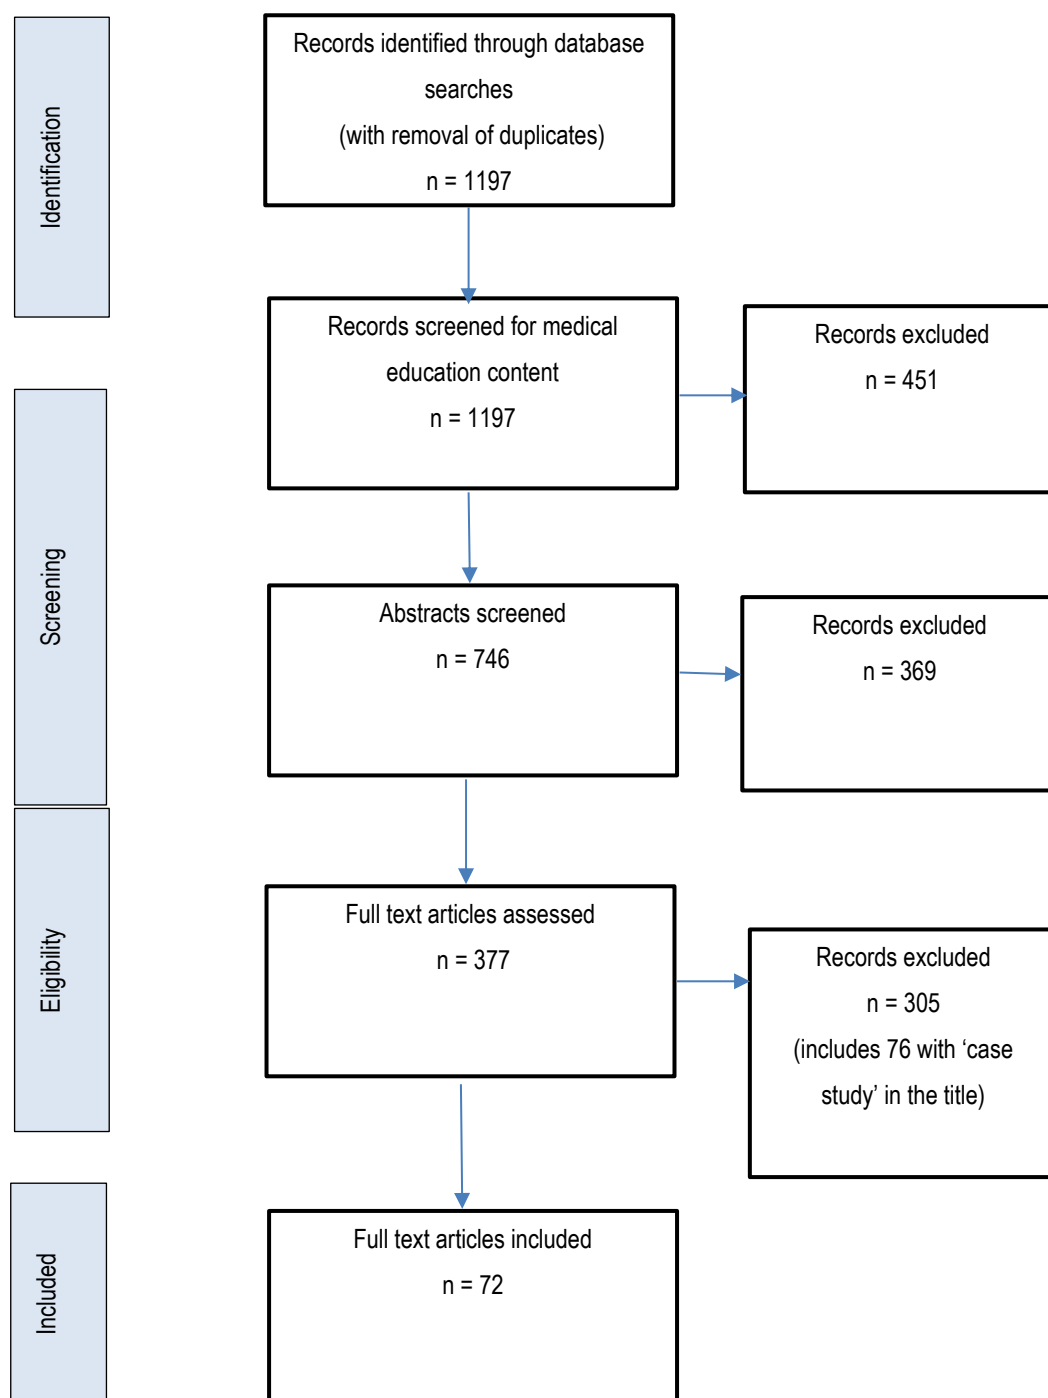 Identification
Records identified through database
searches
(with removal of duplicates)
n = 1197
Records screened for medical
education content
n = 1197
Records excluded
n = 451
Screening
Abstracts screened
n = 746
Records excluded
n = 369
Eligibility
Full text articles assessed
n = 377
Records excluded
n = 305
(includes 76 with ‘case
study’ in the title)
Included
Full text articles included
n = 72